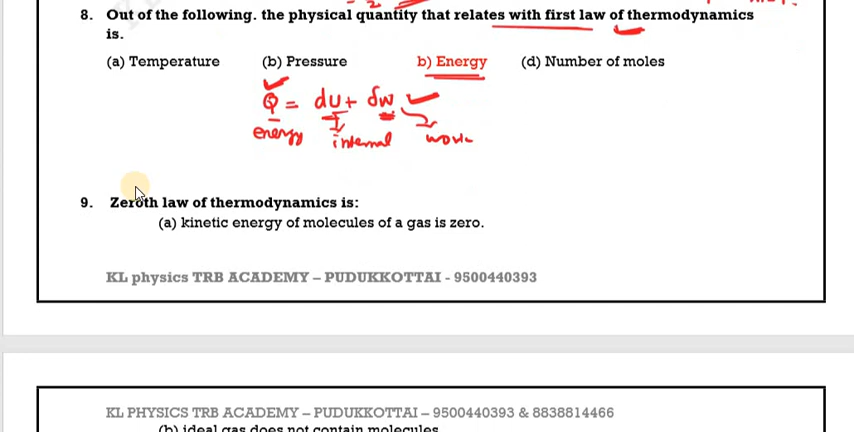 8. Out of the following. the physical quantity that relates with first law of thermodynamics
is.
(a) Temperature (b) Pressure b) Energy (d) Number of moles
Q = du + δw
energy internal work
9. Zeroth law of thermodynamics is:
(a) kinetic energy of molecules of a gas is zero.
KL physics TRB ACADEMY – PUDUKKOTTAI - 9500440393
KL PHYSICS TRB ACADEMY – PUDUKKOTTAI – 9500440393 & 8838814466
(b) ideal gas does not contain molecules